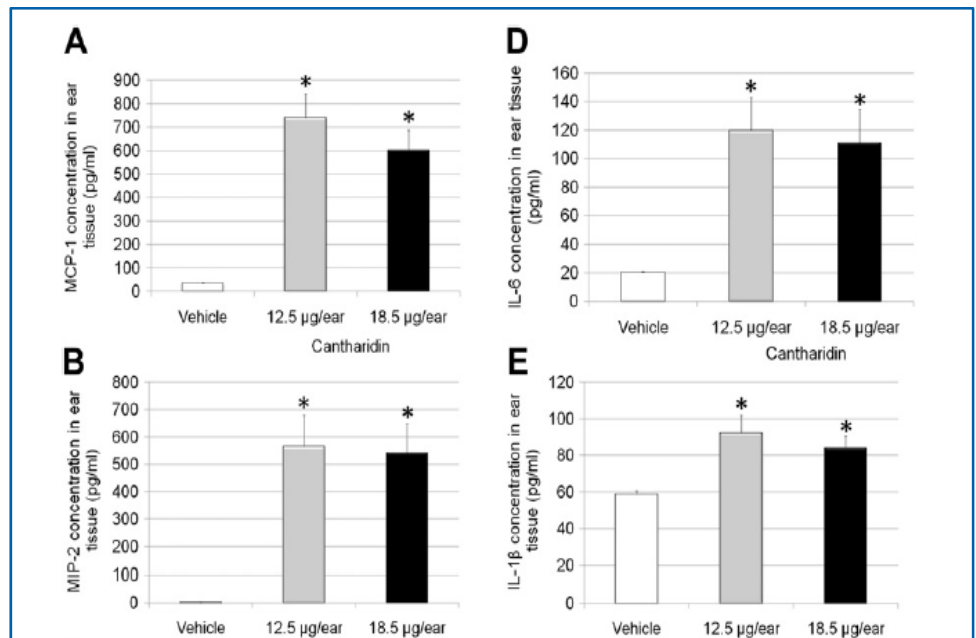 A
MCP-1 concentration in ear
tissue (pg/ml)
900
800
700
600
500
400
300
200
100
0
*
*
Vehicle
12.5 µg/ear
18.5 µg/ear
Cantharidin
B
MIP-2 concentration in ear
tissue (pg/ml)
800
700
600
500
400
300
200
100
0
*
*
Vehicle
12.5 µg/ear
18.5 µg/ear
D
IL-6 concentration in ear tissue
(pg/ml)
160
140
120
100
80
60
40
20
0
*
*
Vehicle
12.5 µg/ear
18.5 µg/ear
Cantharidin
E
IL-1β concentration in ear
tissue (pg/ml)
120
100
80
60
40
20
0
*
*
Vehicle
12.5 µg/ear
18.5 µg/ear